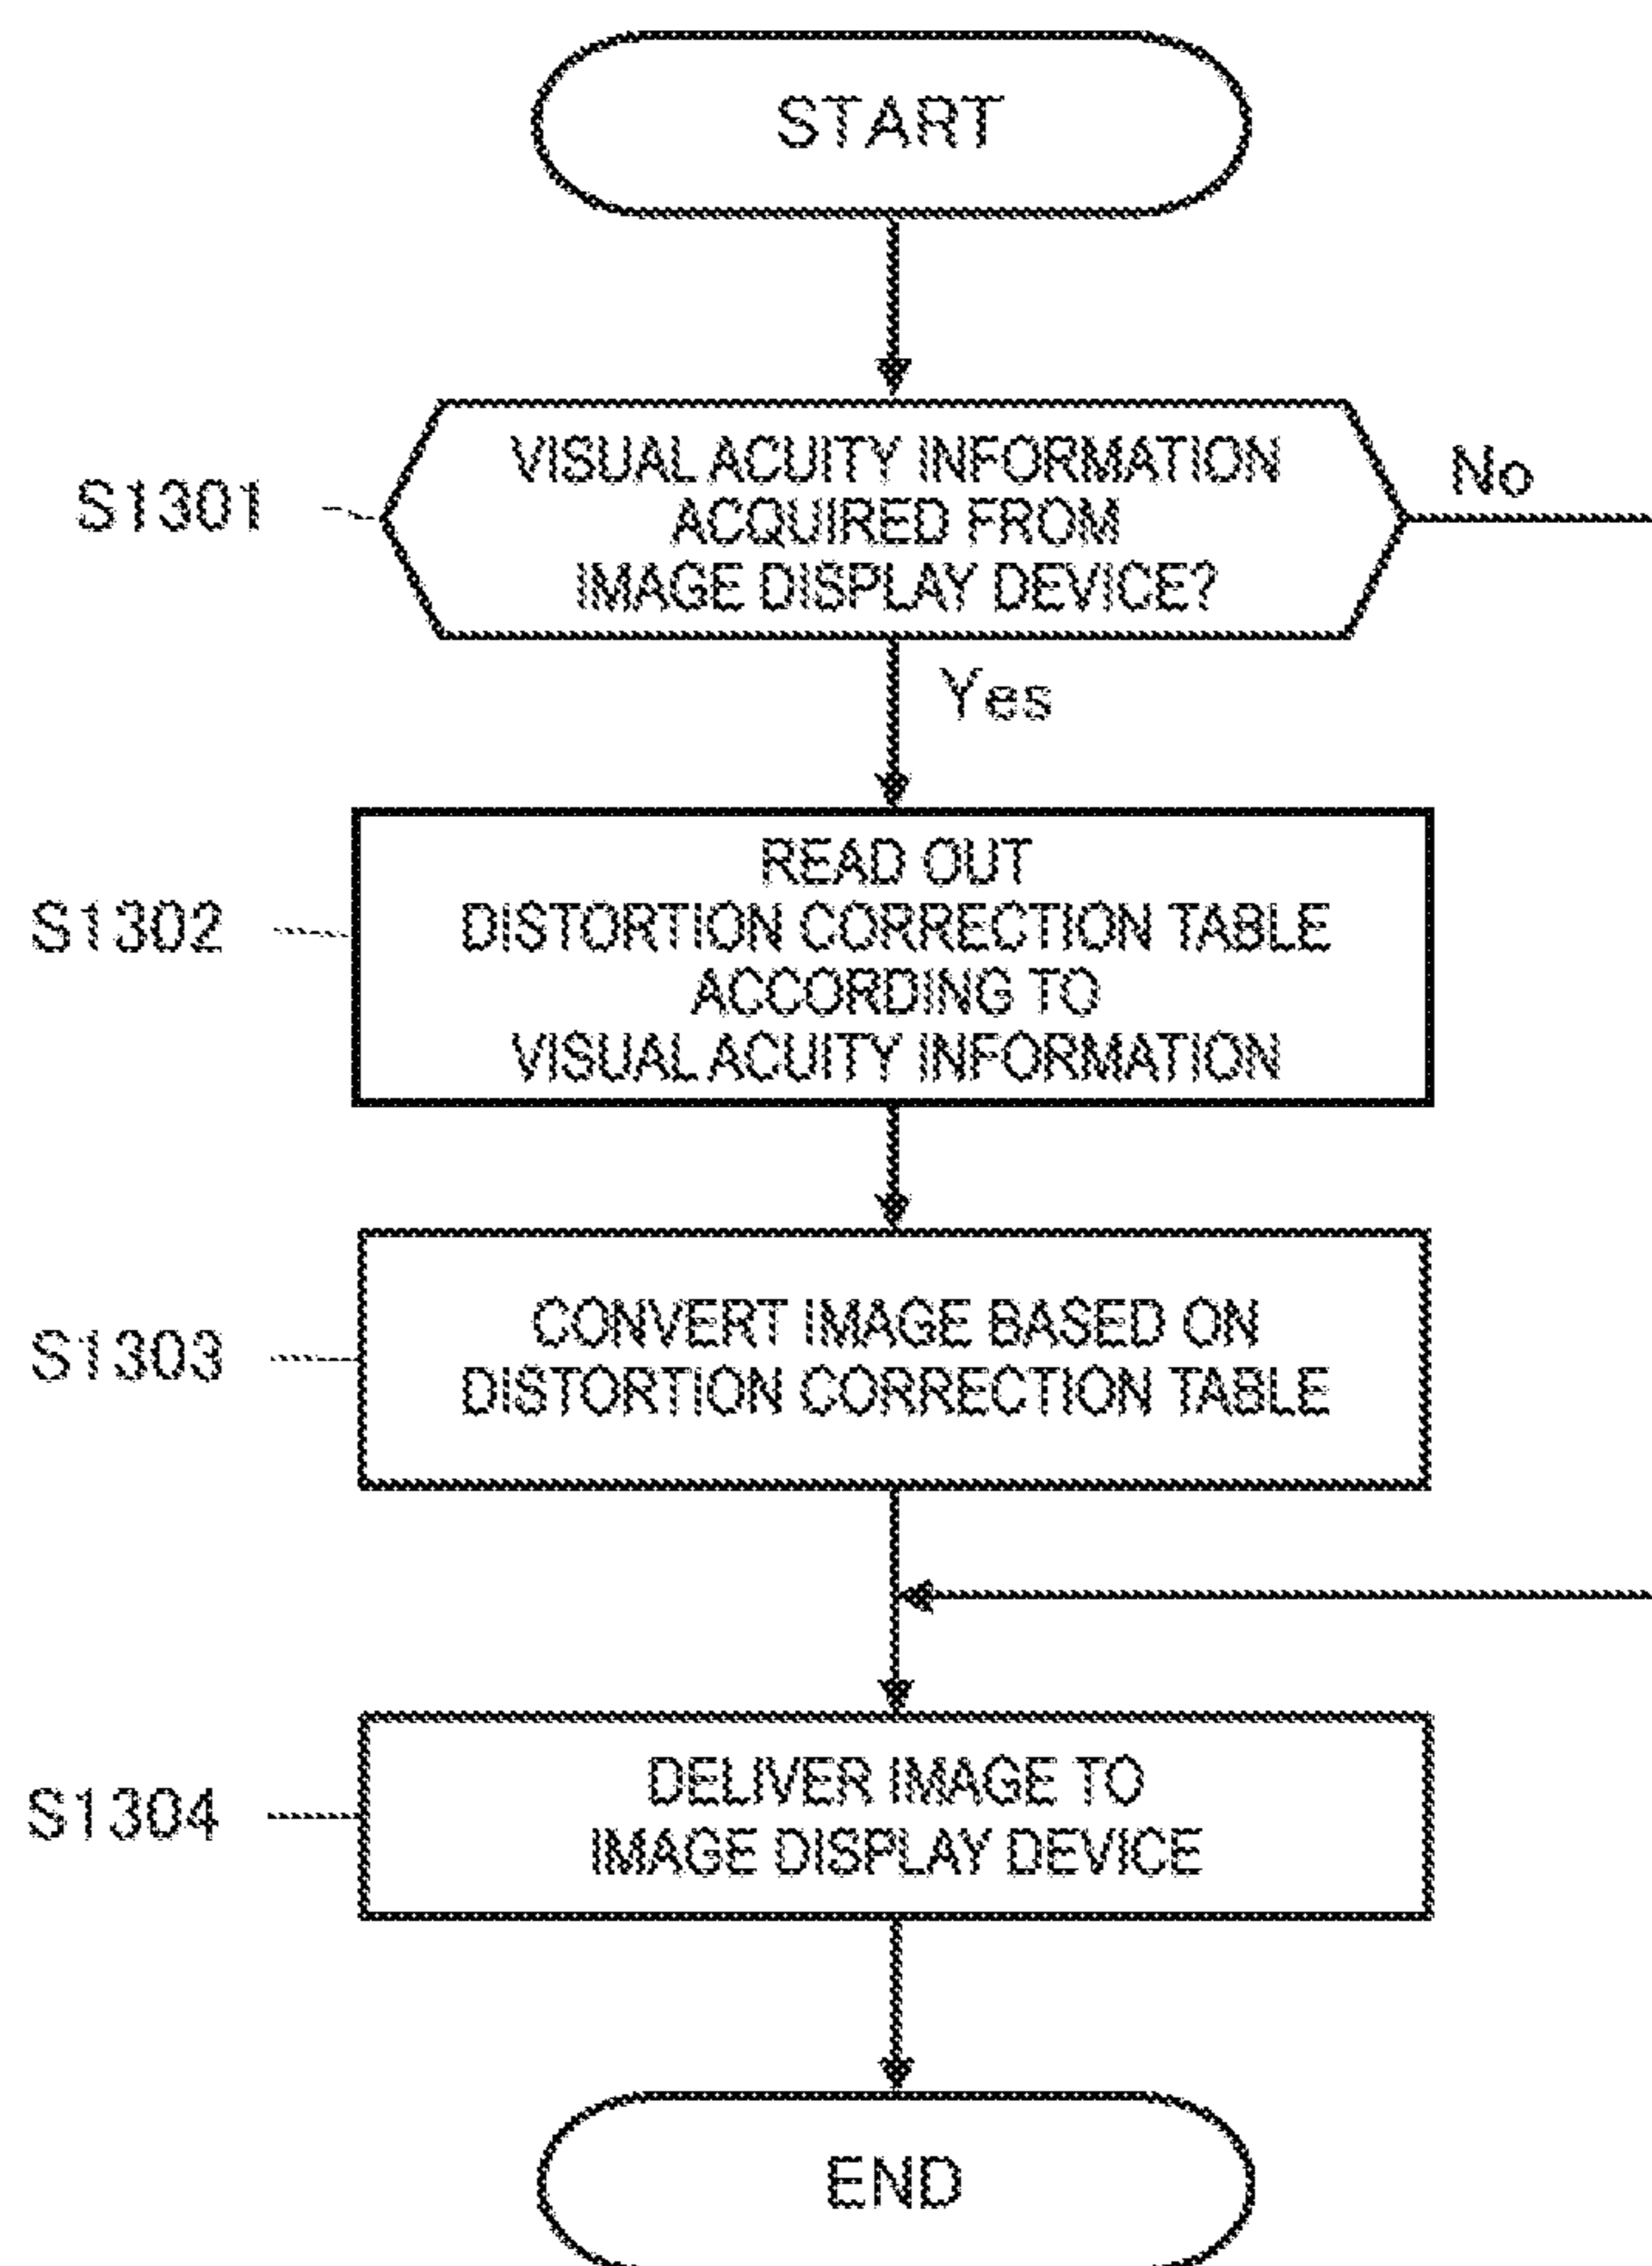 START
S1301
VISUAL ACUITY INFORMATION
ACQUIRED FROM
IMAGE DISPLAY DEVICE?
No
Yes
S1302
READ OUT
DISTORTION CORRECTION TABLE
ACCORDING TO
VISUAL ACUITY INFORMATION
S1303
CONVERT IMAGE BASED ON
DISTORTION CORRECTION TABLE
S1304
DELIVER IMAGE TO
IMAGE DISPLAY DEVICE
END